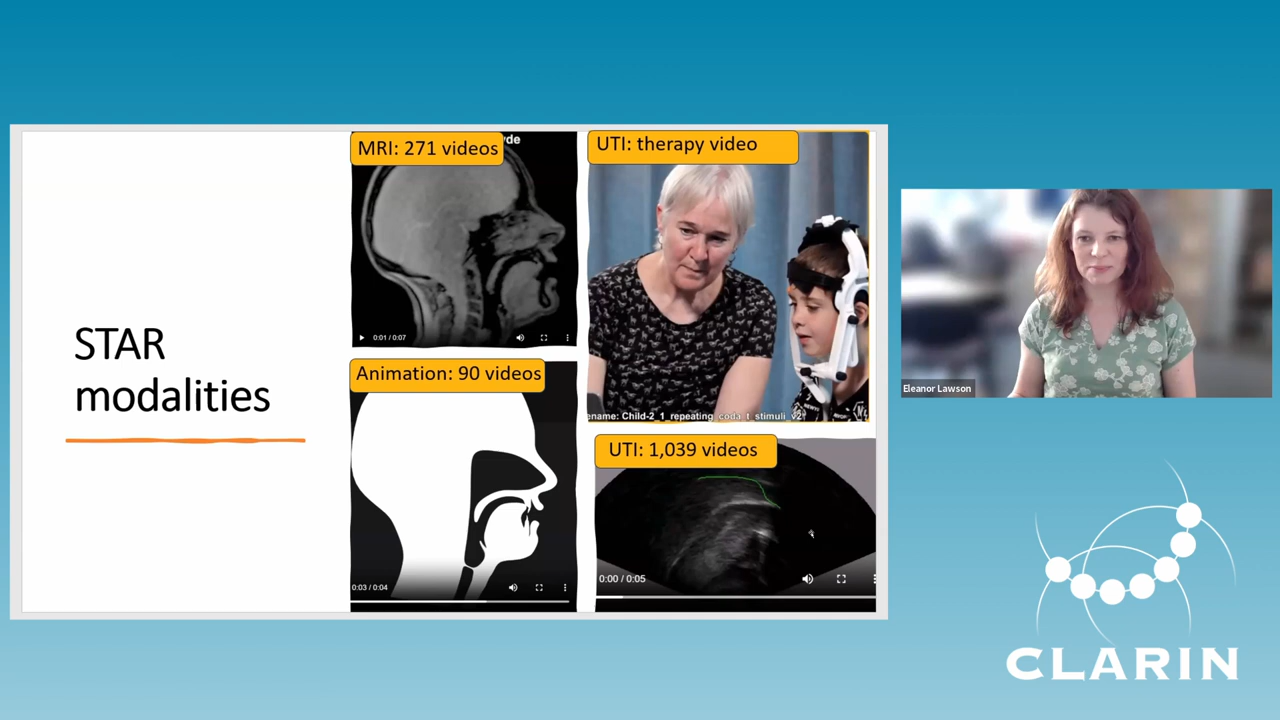 STAR
modalities
MRI: 271 videos
0:01 / 0:07
Animation: 90 videos
0:03 / 0:04
UTI: therapy video
ename: Child-2_1_repeating_coda_t_stimuli_v2
UTI: 1,039 videos
0:00 / 0:05
Eleanor Lawson
CLARIN